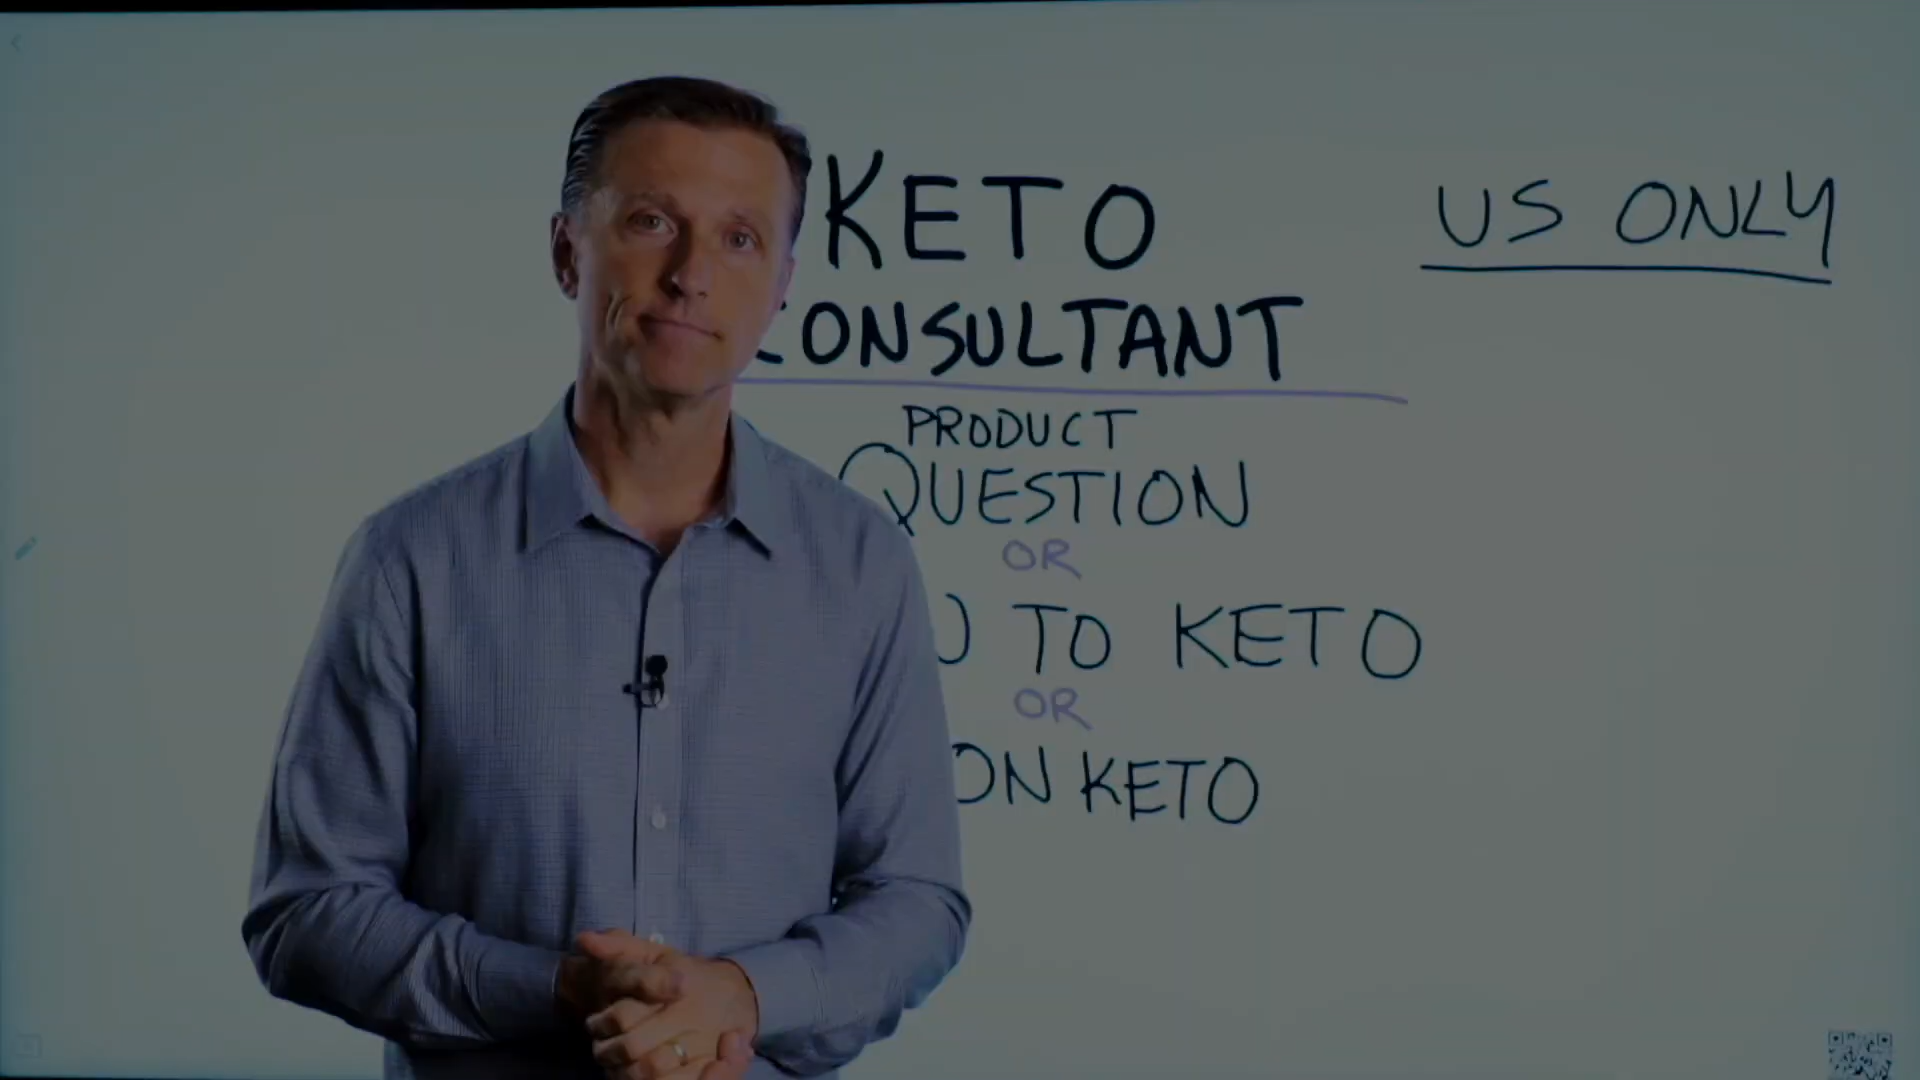 KETO
US ONLY
CONSULTANT
PRODUCT
QUESTION
OR
TO KETO
OR
ON KETO